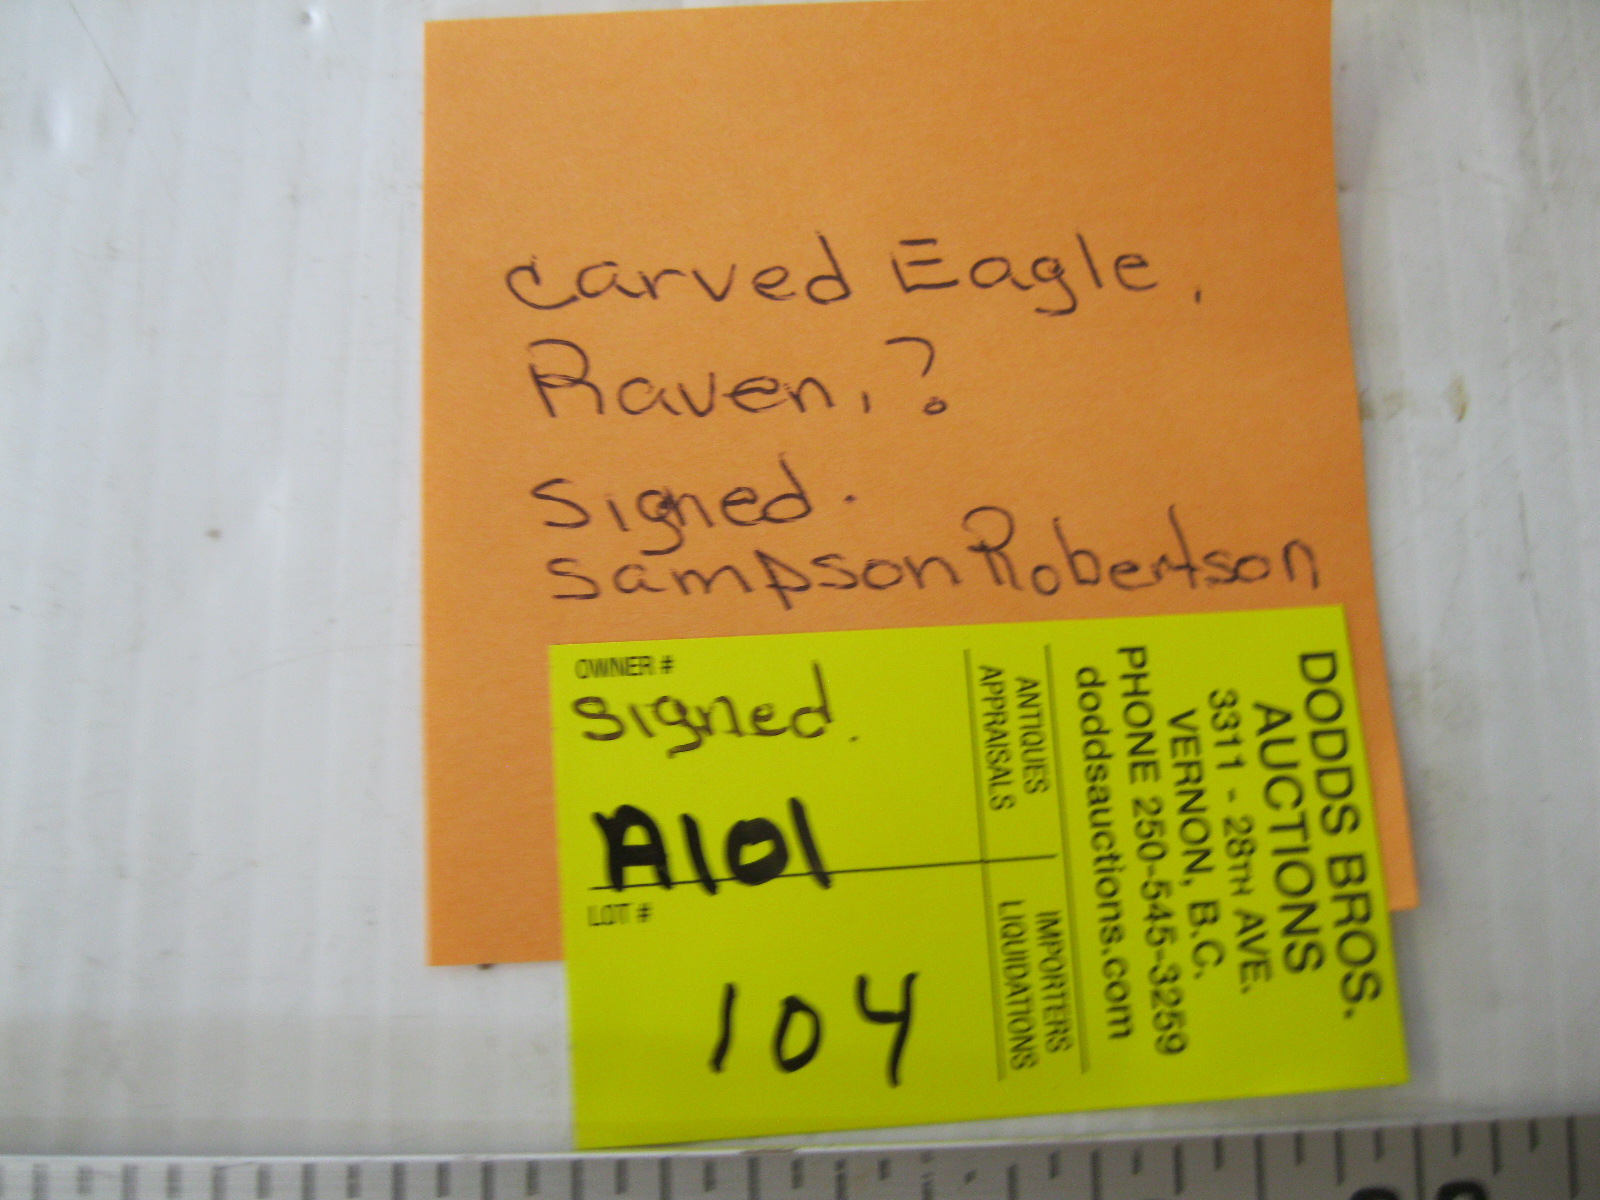 carved Eagle,
Raven, ?
Signed.
Sampson Robertson
OWNER #
Signed.
A101
LOT #
104
DODDS BROS.
AUCTIONS
3311 - 28TH AVE.
VERNON, B.C.
PHONE 250-545-3259
doddsauctions.com
ANTIQUES
APPRAISALS
IMPORTERS
LIQUIDATIONS